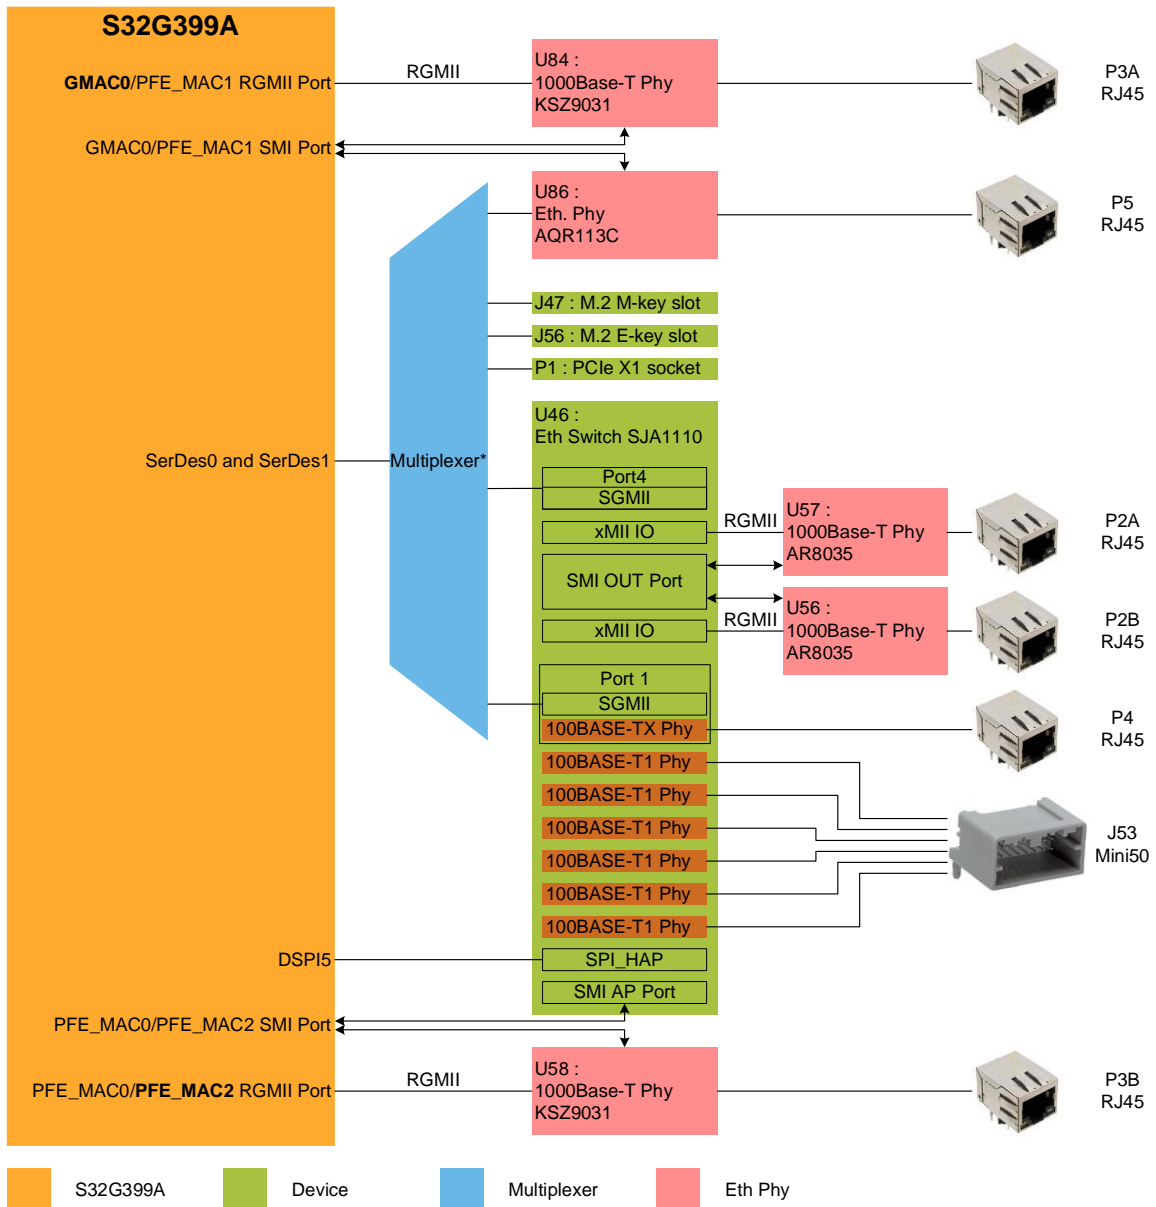 S32G399A
GMAC0/PFE_MAC1 RGMII Port
RGMII
U84 :
1000Base-T Phy
KSZ9031
P3A
RJ45
GMAC0/PFE_MAC1 SMI Port
U86 :
Eth. Phy
AQR113C
P5
RJ45
J47 : M.2 M-key slot
J56 : M.2 E-key slot
P1 : PCIe X1 socket
U46 :
Eth Switch SJA1110
SerDes0 and SerDes1
Multiplexer*
Port4
SGMII
xMII IO
RGMII
U57 :
1000Base-T Phy
AR8035
P2A
RJ45
SMI OUT Port
xMII IO
RGMII
U56 :
1000Base-T Phy
AR8035
P2B
RJ45
Port 1
SGMII
100BASE-TX Phy
P4
RJ45
100BASE-T1 Phy
100BASE-T1 Phy
100BASE-T1 Phy
100BASE-T1 Phy
100BASE-T1 Phy
100BASE-T1 Phy
J53
Mini50
DSPI5
SPI_HAP
SMI AP Port
PFE_MAC0/PFE_MAC2 SMI Port
PFE_MAC0/PFE_MAC2 RGMII Port
RGMII
U58 :
1000Base-T Phy
KSZ9031
P3B
RJ45
S32G399A
Device
Multiplexer
Eth Phy